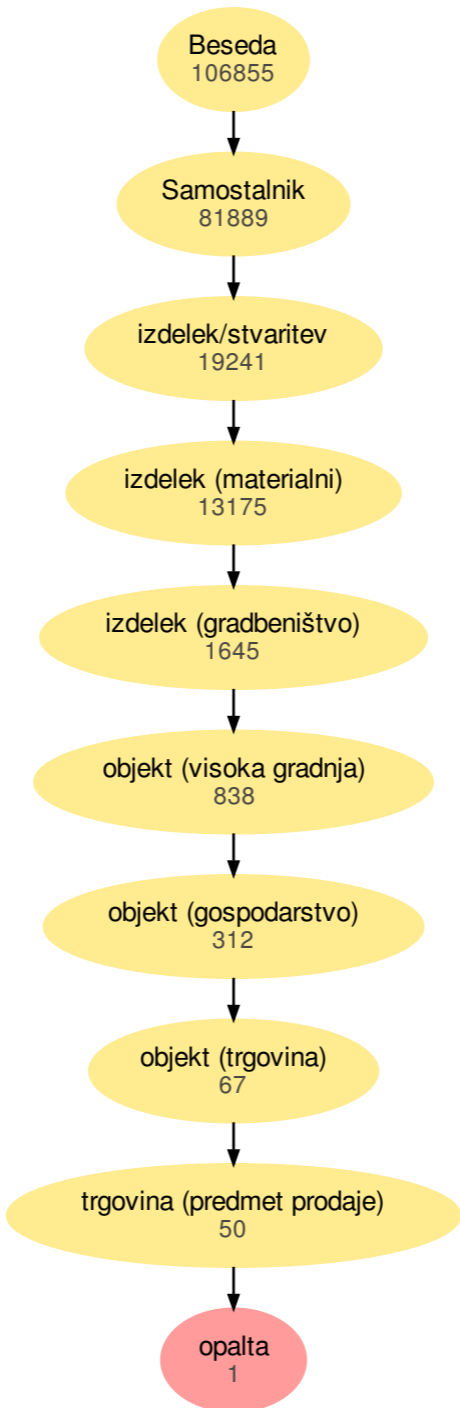 Beseda
106855
Samostalnik
81889
izdelek/stvaritev
19241
izdelek (materialni)
13175
izdelek (gradbeništvo)
1645
objekt (visoka gradnja)
838
objekt (gospodarstvo)
312
objekt (trgovina)
67
trgovina (predmet prodaje)
50
opalta
1